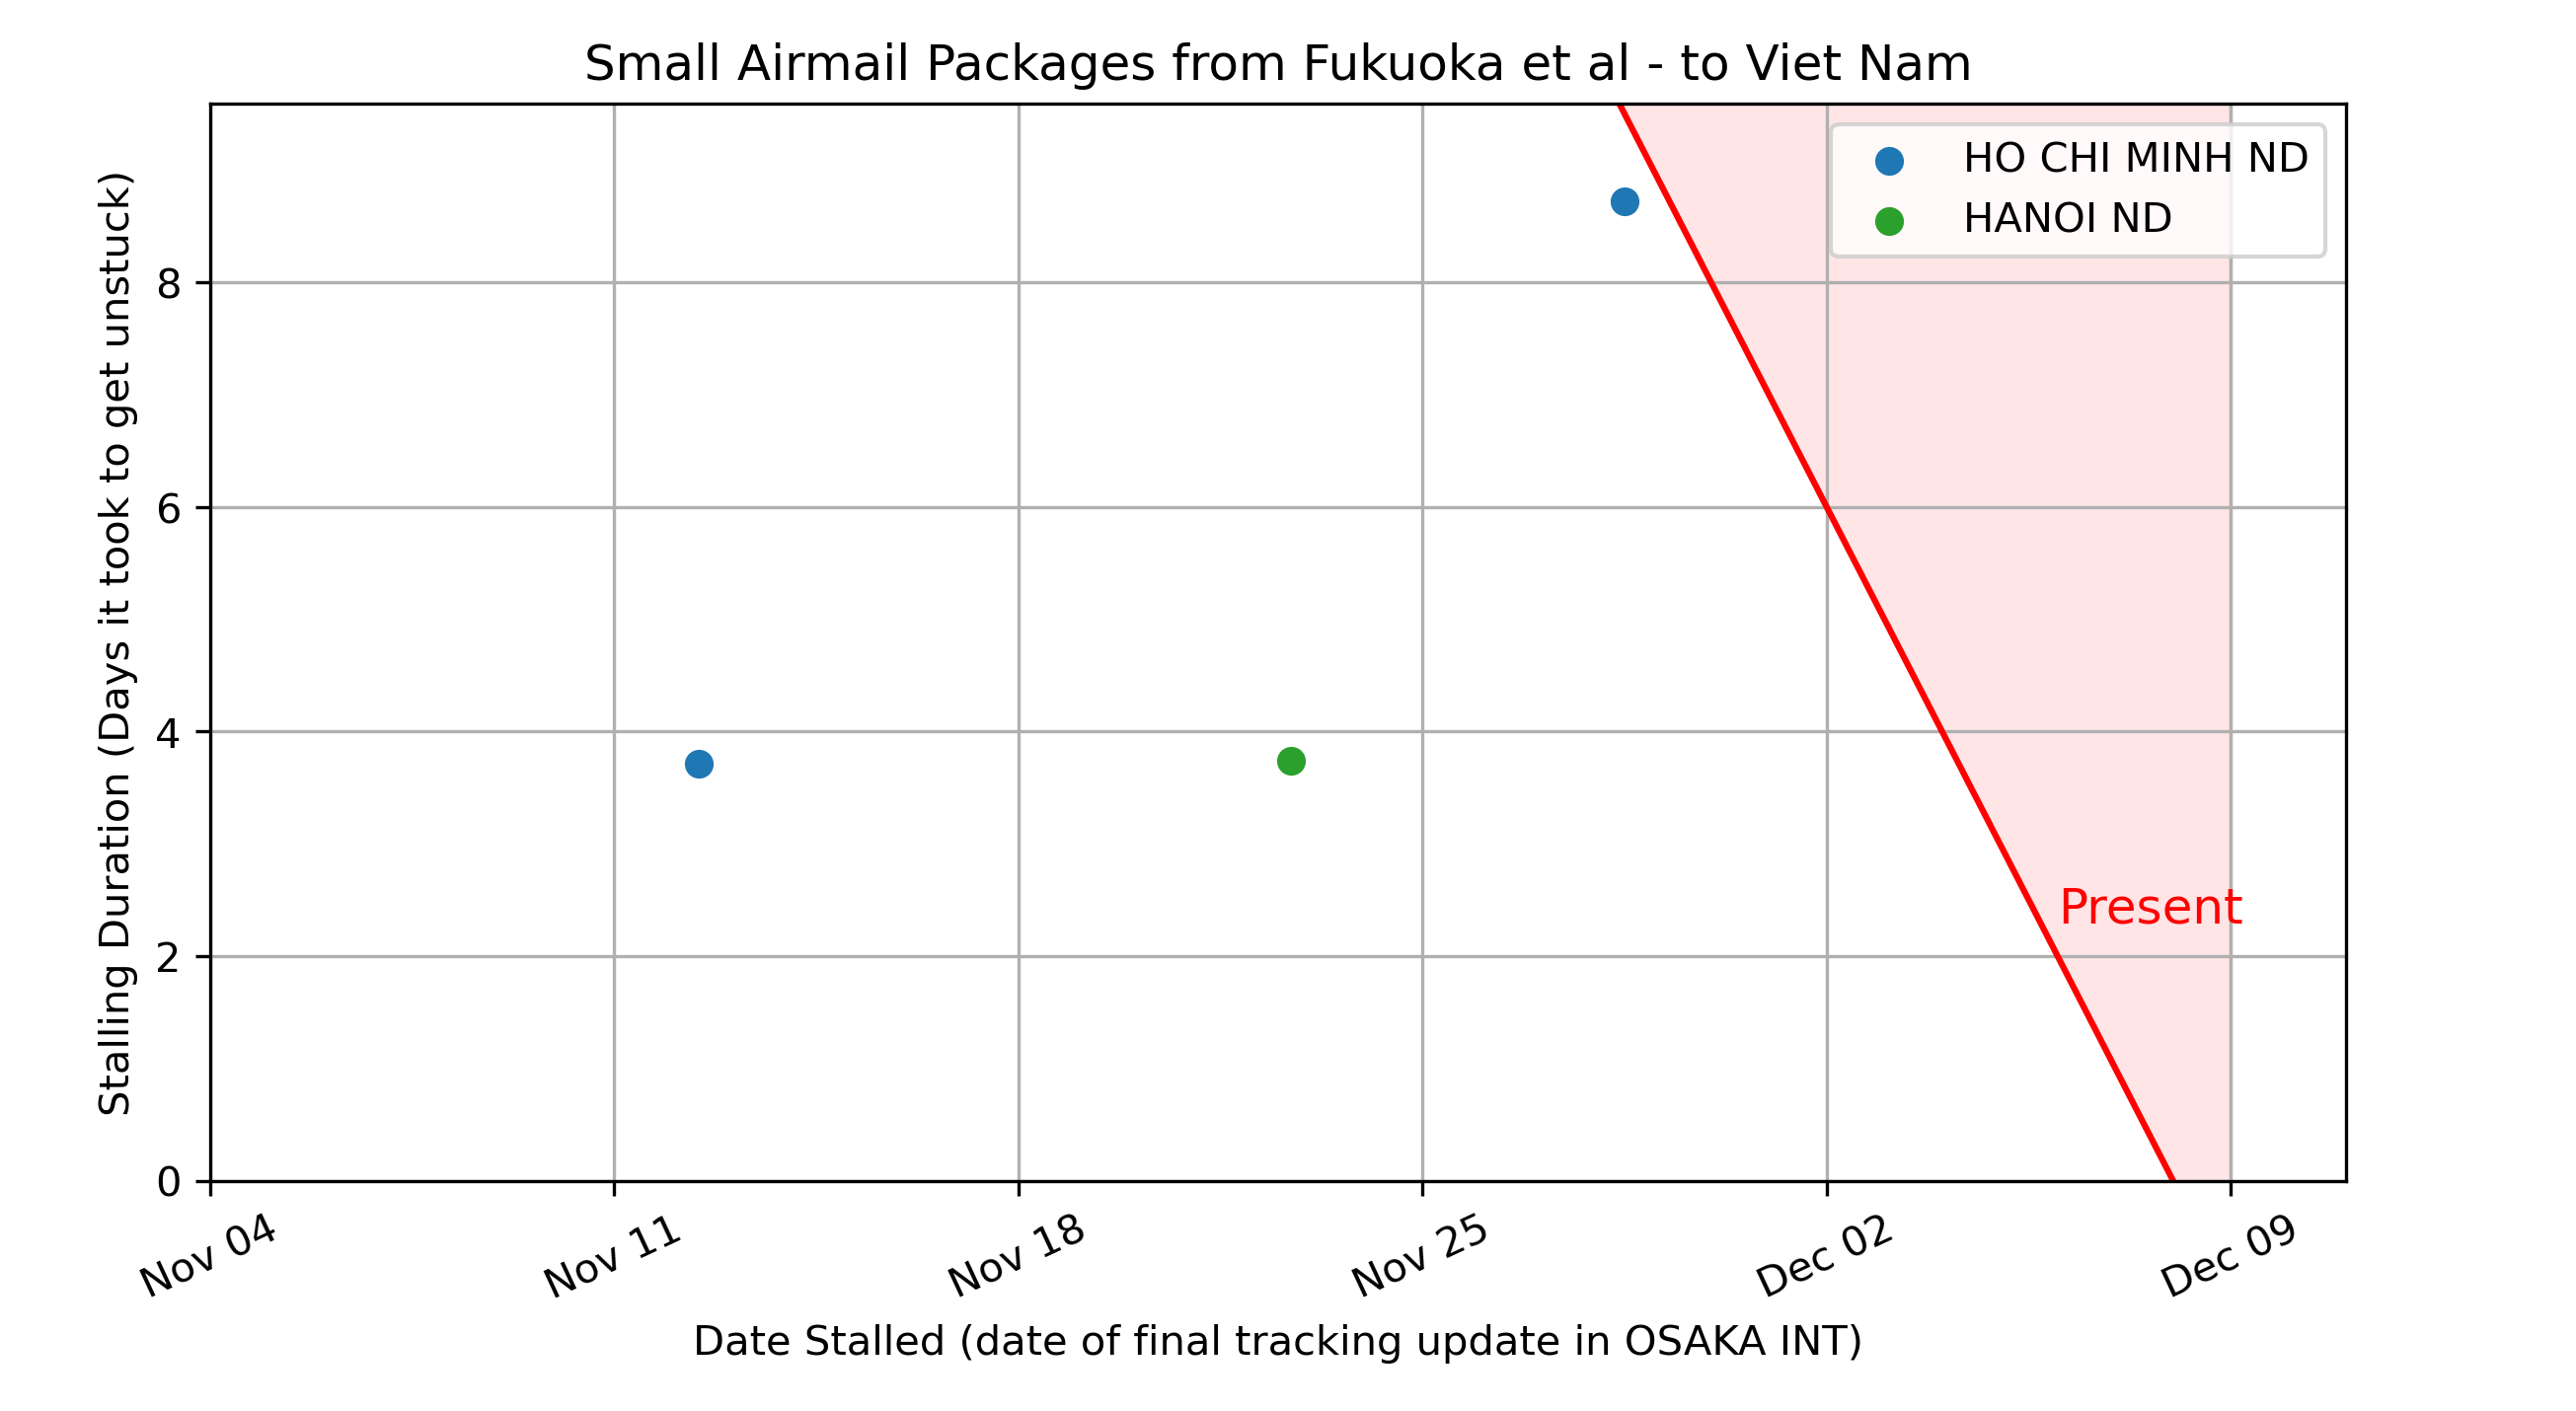 Small Airmail Packages from Fukuoka et al - to Viet Nam
HO CHI MINH ND
HANOI ND
Stalling Duration (Days it took to get unstuck)
8
6
4
2
0
Present
Nov 04
Nov 11
Nov 18
Nov 25
Dec 02
Dec 09
Date Stalled (date of final tracking update in OSAKA INT)